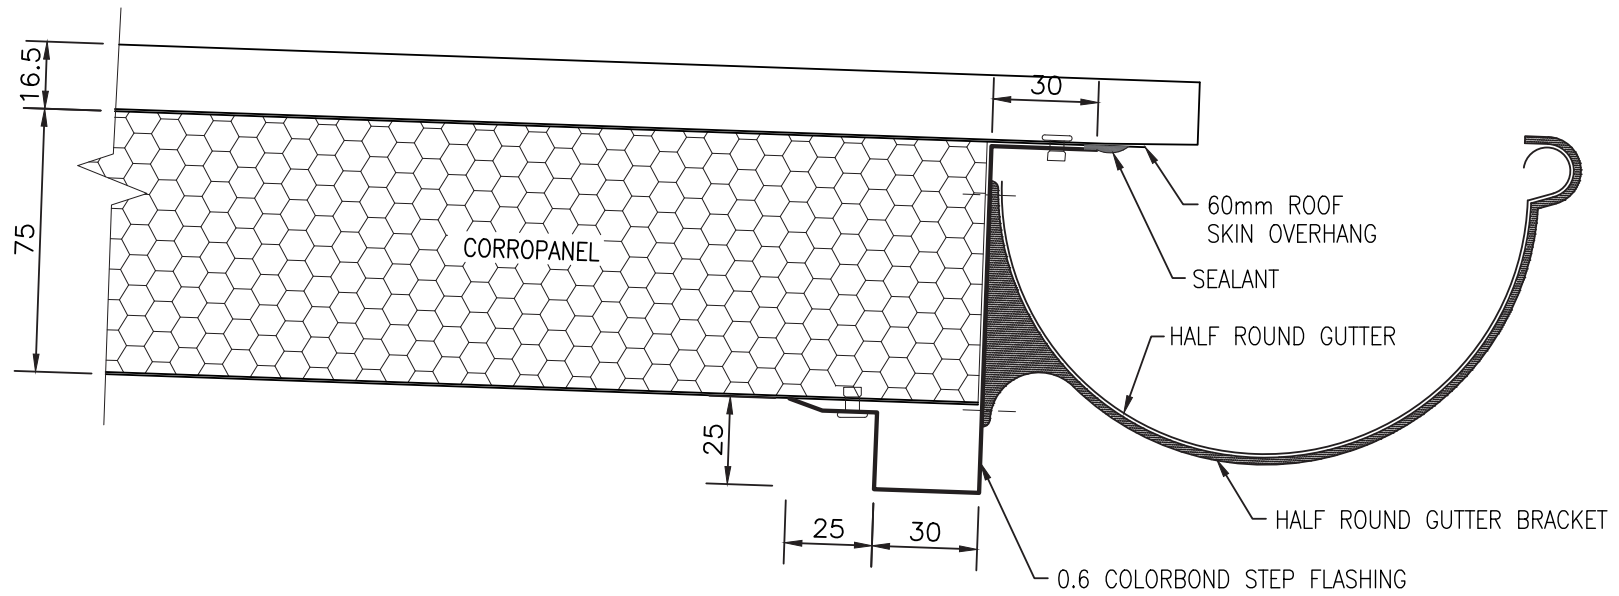 16.5
30
75
CORROPANEL
60mm ROOF
SKIN OVERHANG
SEALANT
HALF ROUND GUTTER
25
25
30
HALF ROUND GUTTER BRACKET
0.6 COLORBOND STEP FLASHING